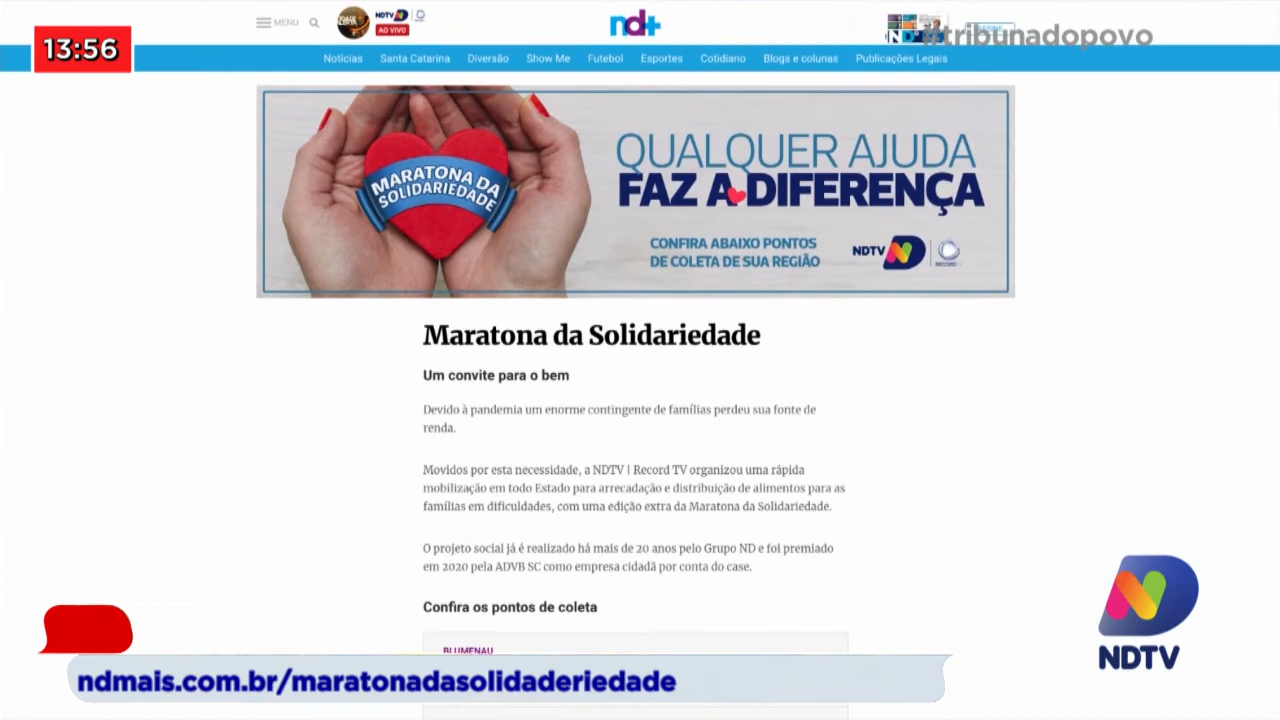 MENU
NDTV
AO VIVO
nd+
ND
#tribunadopovo
13:56
Notícias Santa Catarina Diversão Show Me Futebol Esportes Cotidiano Blogs e colunas Publicações Legais
MARATONA DA
SOLIDARIEDADE
QUALQUER AJUDA
FAZ A DIFERENÇA
CONFIRA ABAIXO PONTOS
DE COLETA DE SUA REGIÃO
NDTV
RECORD
Maratona da Solidariedade
Um convite para o bem
Devido à pandemia um enorme contingente de famílias perdeu sua fonte de
renda.
Movidos por esta necessidade, a NDTV | Record TV organizou uma rápida
mobilização em todo Estado para arrecadação e distribuição de alimentos para as
famílias em dificuldades, com uma edição extra da Maratona da Solidariedade.
O projeto social já é realizado há mais de 20 anos pelo Grupo ND e foi premiado
em 2020 pela ADVB SC como empresa cidadã por conta do case.
Confira os pontos de coleta
BLUMENAU
ndmais.com.br/maratonadasolidaderiedade
NDTV